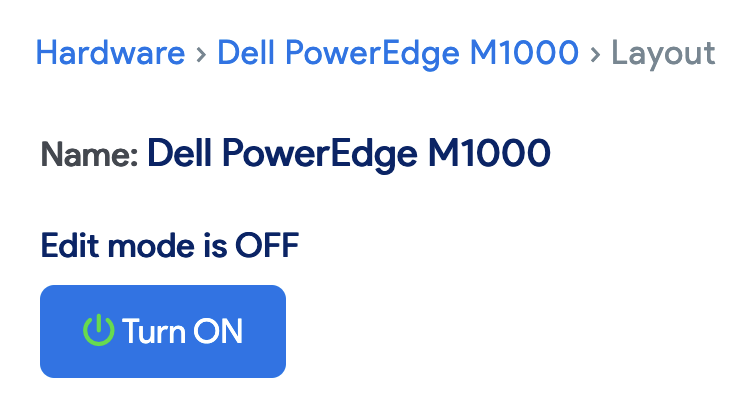 Hardware › Dell PowerEdge M1000 › Layout
Name: Dell PowerEdge M1000
Edit mode is OFF
Turn ON